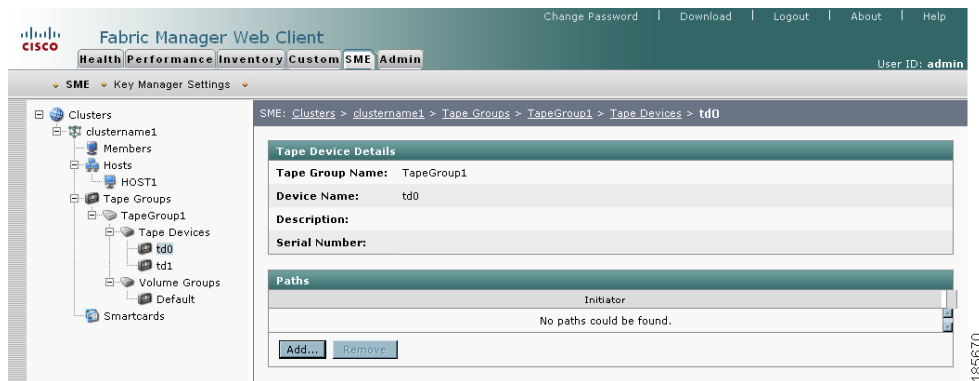 Change Password | Download | Logout | About | Help
CISCO
Fabric Manager Web Client
Health Performance Inventory Custom SME Admin
User ID: admin
SME Key Manager Settings
Clusters
clustername1
Members
Hosts
HOST1
Tape Groups
TapeGroup1
Tape Devices
td0
td1
Volume Groups
Default
Smartcards
SME: Clusters > clustername1 > Tape Groups > TapeGroup1 > Tape Devices > td0
Tape Device Details
Tape Group Name: TapeGroup1
Device Name: td0
Description:
Serial Number:
Paths
Initiator
No paths could be found.
Add... Remove
185670